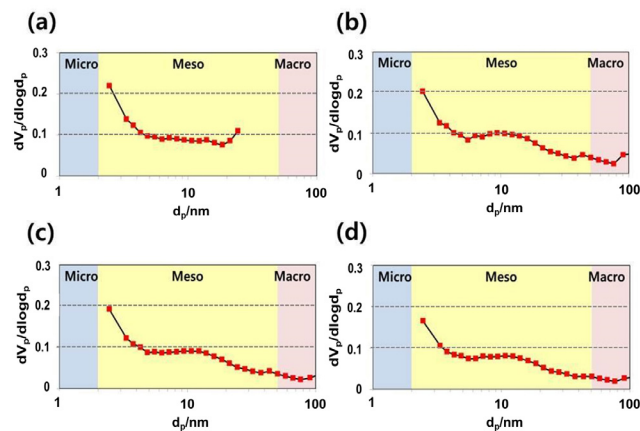 (a)
0.3
0.2
0.1
0
Micro
Meso
Macro
dVp/dlogdp
1
10
100
dp/nm
(b)
0.3
0.2
0.1
0
Micro
Meso
Macro
dVp/dlogdp
1
10
100
dp/nm
(c)
0.3
0.2
0.1
0
Micro
Meso
Macro
dVp/dlogdp
1
10
100
dp/nm
(d)
0.3
0.2
0.1
0
Micro
Meso
Macro
dVp/dlogdp
1
10
100
dp/nm